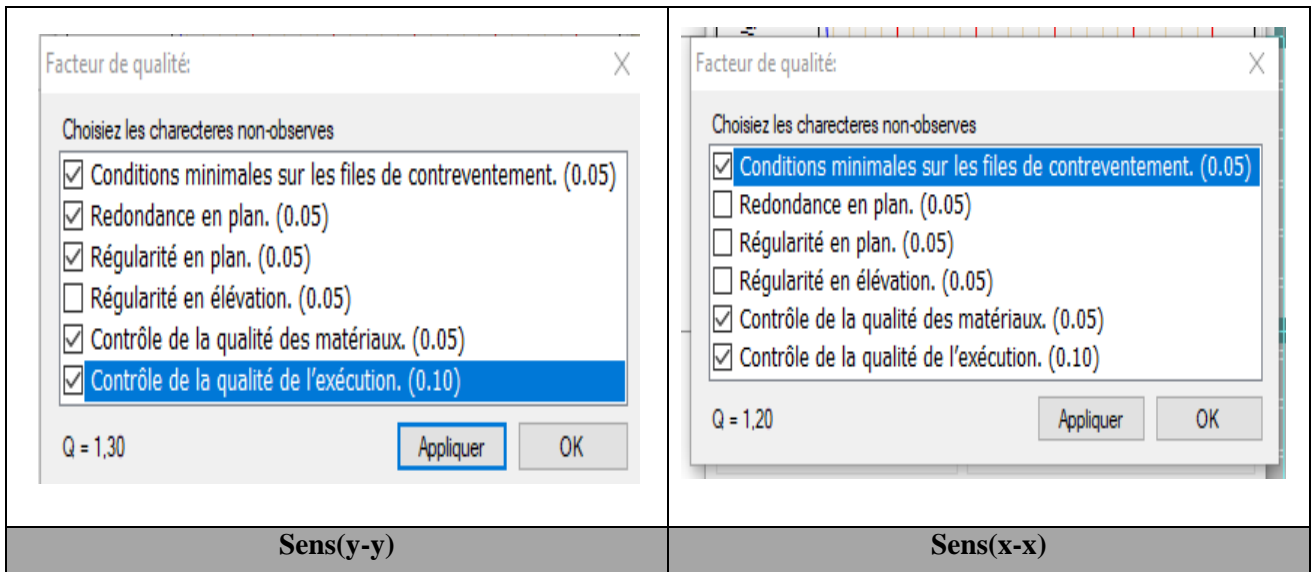 Facteur de qualité:
Choisiez les charecteres non-observes
Conditions minimales sur les files de contreventement. (0.05)
Redondance en plan. (0.05)
Régularité en plan. (0.05)
Régularité en élévation. (0.05)
Contrôle de la qualité des matériaux. (0.05)
Contrôle de la qualité de l'exécution. (0.10)
Q = 1,30
Appliquer
OK
Sens(y-y)
Facteur de qualité:
Choisiez les charecteres non-observes
Conditions minimales sur les files de contreventement. (0.05)
Redondance en plan. (0.05)
Régularité en plan. (0.05)
Régularité en élévation. (0.05)
Contrôle de la qualité des matériaux. (0.05)
Contrôle de la qualité de l'exécution. (0.10)
Q = 1,20
Appliquer
OK
Sens(x-x)